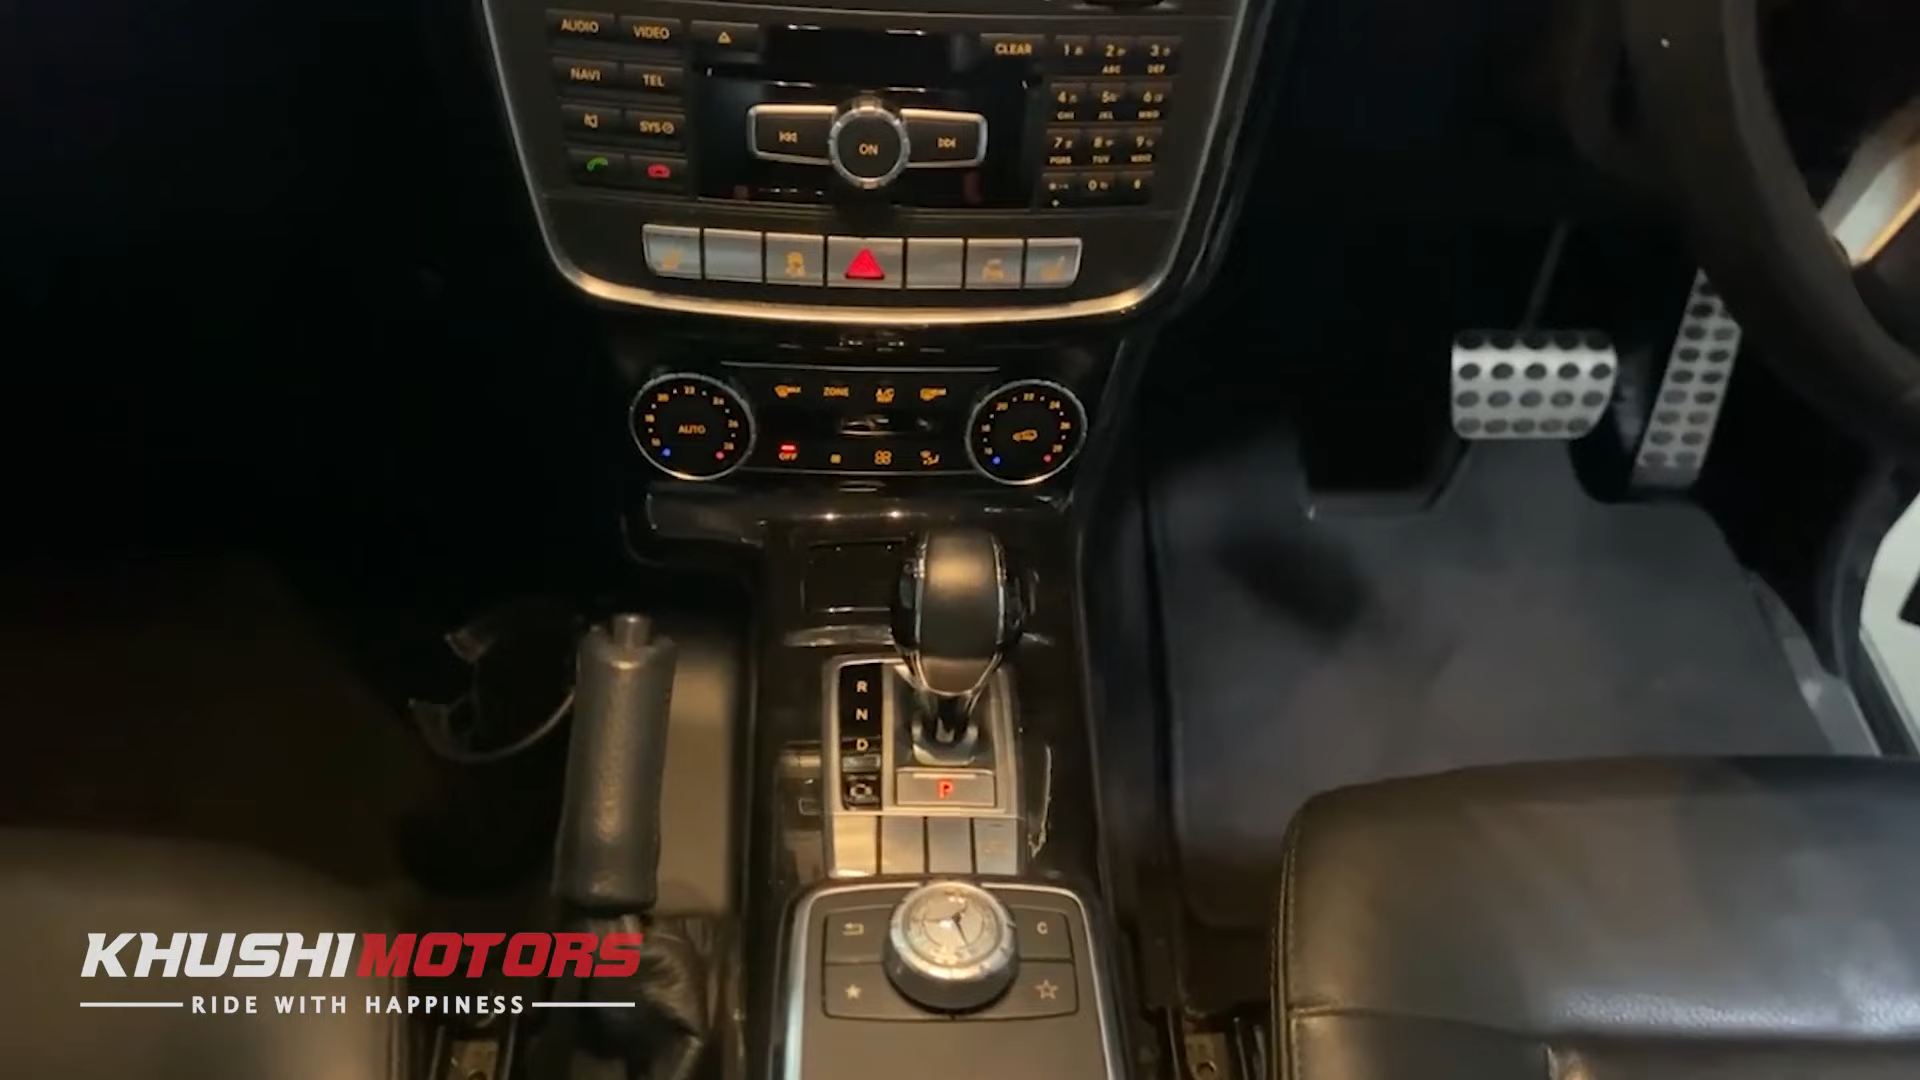 AUDIO VIDEO
CLEAR 1 2 3
ABC DEF
NAVI TEL
4 5 6
GHI JKL MNO
SYS
ON
7 8 9
PQRS TUV WXYZ
0
ZONE A/C
AUTO
OFF
R
N
D
P
C
KHUSHI MOTORS
RIDE WITH HAPPINESS